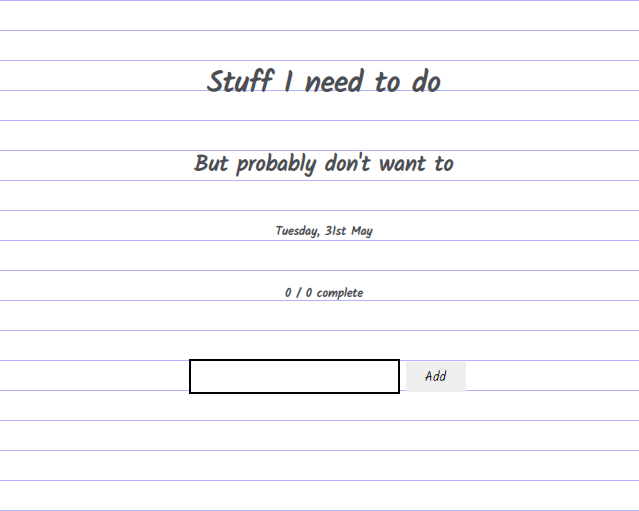 Stuff I need to do
But probably don't want to
Tuesday, 31st May
0 / 0 complete
Add